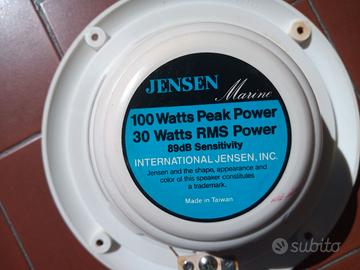 JENSEN
Marine
100 Watts Peak Power
30 Watts RMS Power
89dB Sensitivity
INTERNATIONAL JENSEN, INC.
Jensen and the shape, appearance and
color of this speaker constitutes
a trademark.
Made in Taiwan
subito